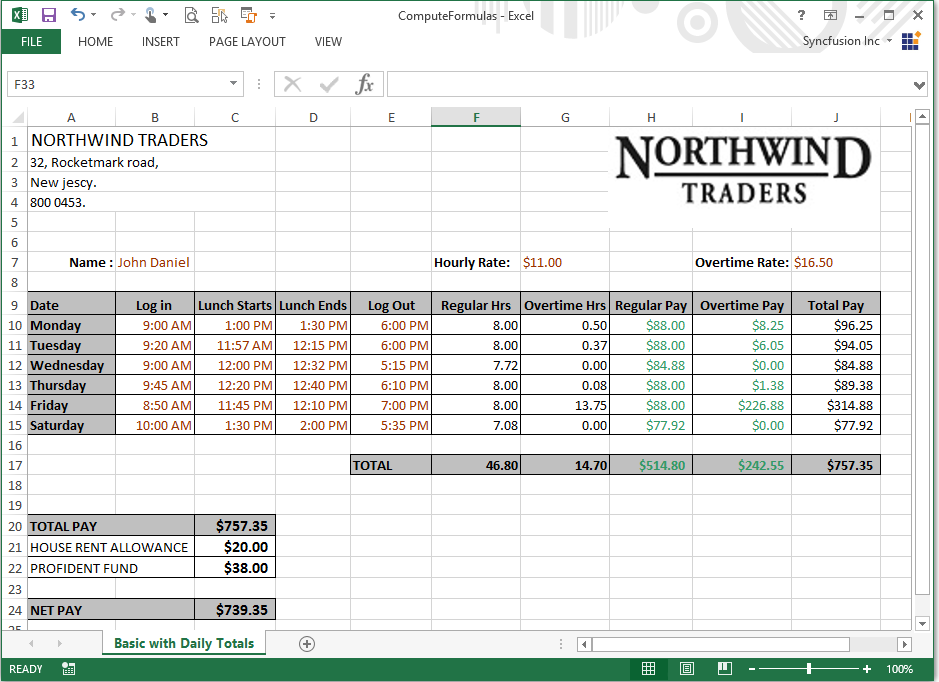 ComputeFormulas - Excel
?
FILE HOME INSERT PAGE LAYOUT VIEW Syncfusion Inc
F33 fx
A B C D E F G H I J
1 NORTHWIND TRADERS NORTHWIND
2 32, Rocketmark road,
3 New jescy. TRADERS
4 800 0453.
5
6
7 Name : John Daniel Hourly Rate: $11.00 Overtime Rate: $16.50
8
9 Date Log in Lunch Starts Lunch Ends Log Out Regular Hrs Overtime Hrs Regular Pay Overtime Pay Total Pay
10 Monday 9:00 AM 1:00 PM 1:30 PM 6:00 PM 8.00 0.50 $88.00 $8.25 $96.25
11 Tuesday 9:20 AM 11:57 AM 12:15 PM 6:00 PM 8.00 0.37 $88.00 $6.05 $94.05
12 Wednesday 9:00 AM 12:00 PM 12:32 PM 5:15 PM 7.72 0.00 $84.88 $0.00 $84.88
13 Thursday 9:45 AM 12:20 PM 12:40 PM 6:10 PM 8.00 0.08 $88.00 $1.38 $89.38
14 Friday 8:50 AM 11:45 PM 12:10 PM 7:00 PM 8.00 13.75 $88.00 $226.88 $314.88
15 Saturday 10:00 AM 1:30 PM 2:00 PM 5:35 PM 7.08 0.00 $77.92 $0.00 $77.92
16
17 TOTAL 46.80 14.70 $514.80 $242.55 $757.35
18
19
20 TOTAL PAY $757.35
21 HOUSE RENT ALLOWANCE $20.00
22 PROFIDENT FUND $38.00
23
24 NET PAY $739.35
25
Basic with Daily Totals
READY 100%